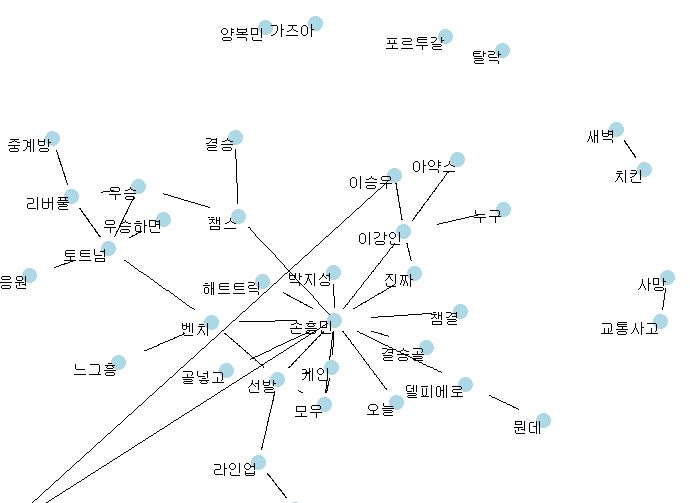 양복민
가즈아
포르투갈
탈락
중계방
결승
새벽
치킨
아약스
이승우
리버풀
우승
우승하면
챔스
누구
이강인
토트넘
응원
해트트릭
박지성
진짜
사망
벤치
손흥민
챔결
교통사고
결승골
느그흥
골넣고
선발
케인
델피에로
모우
오늘
뭔데
라인업